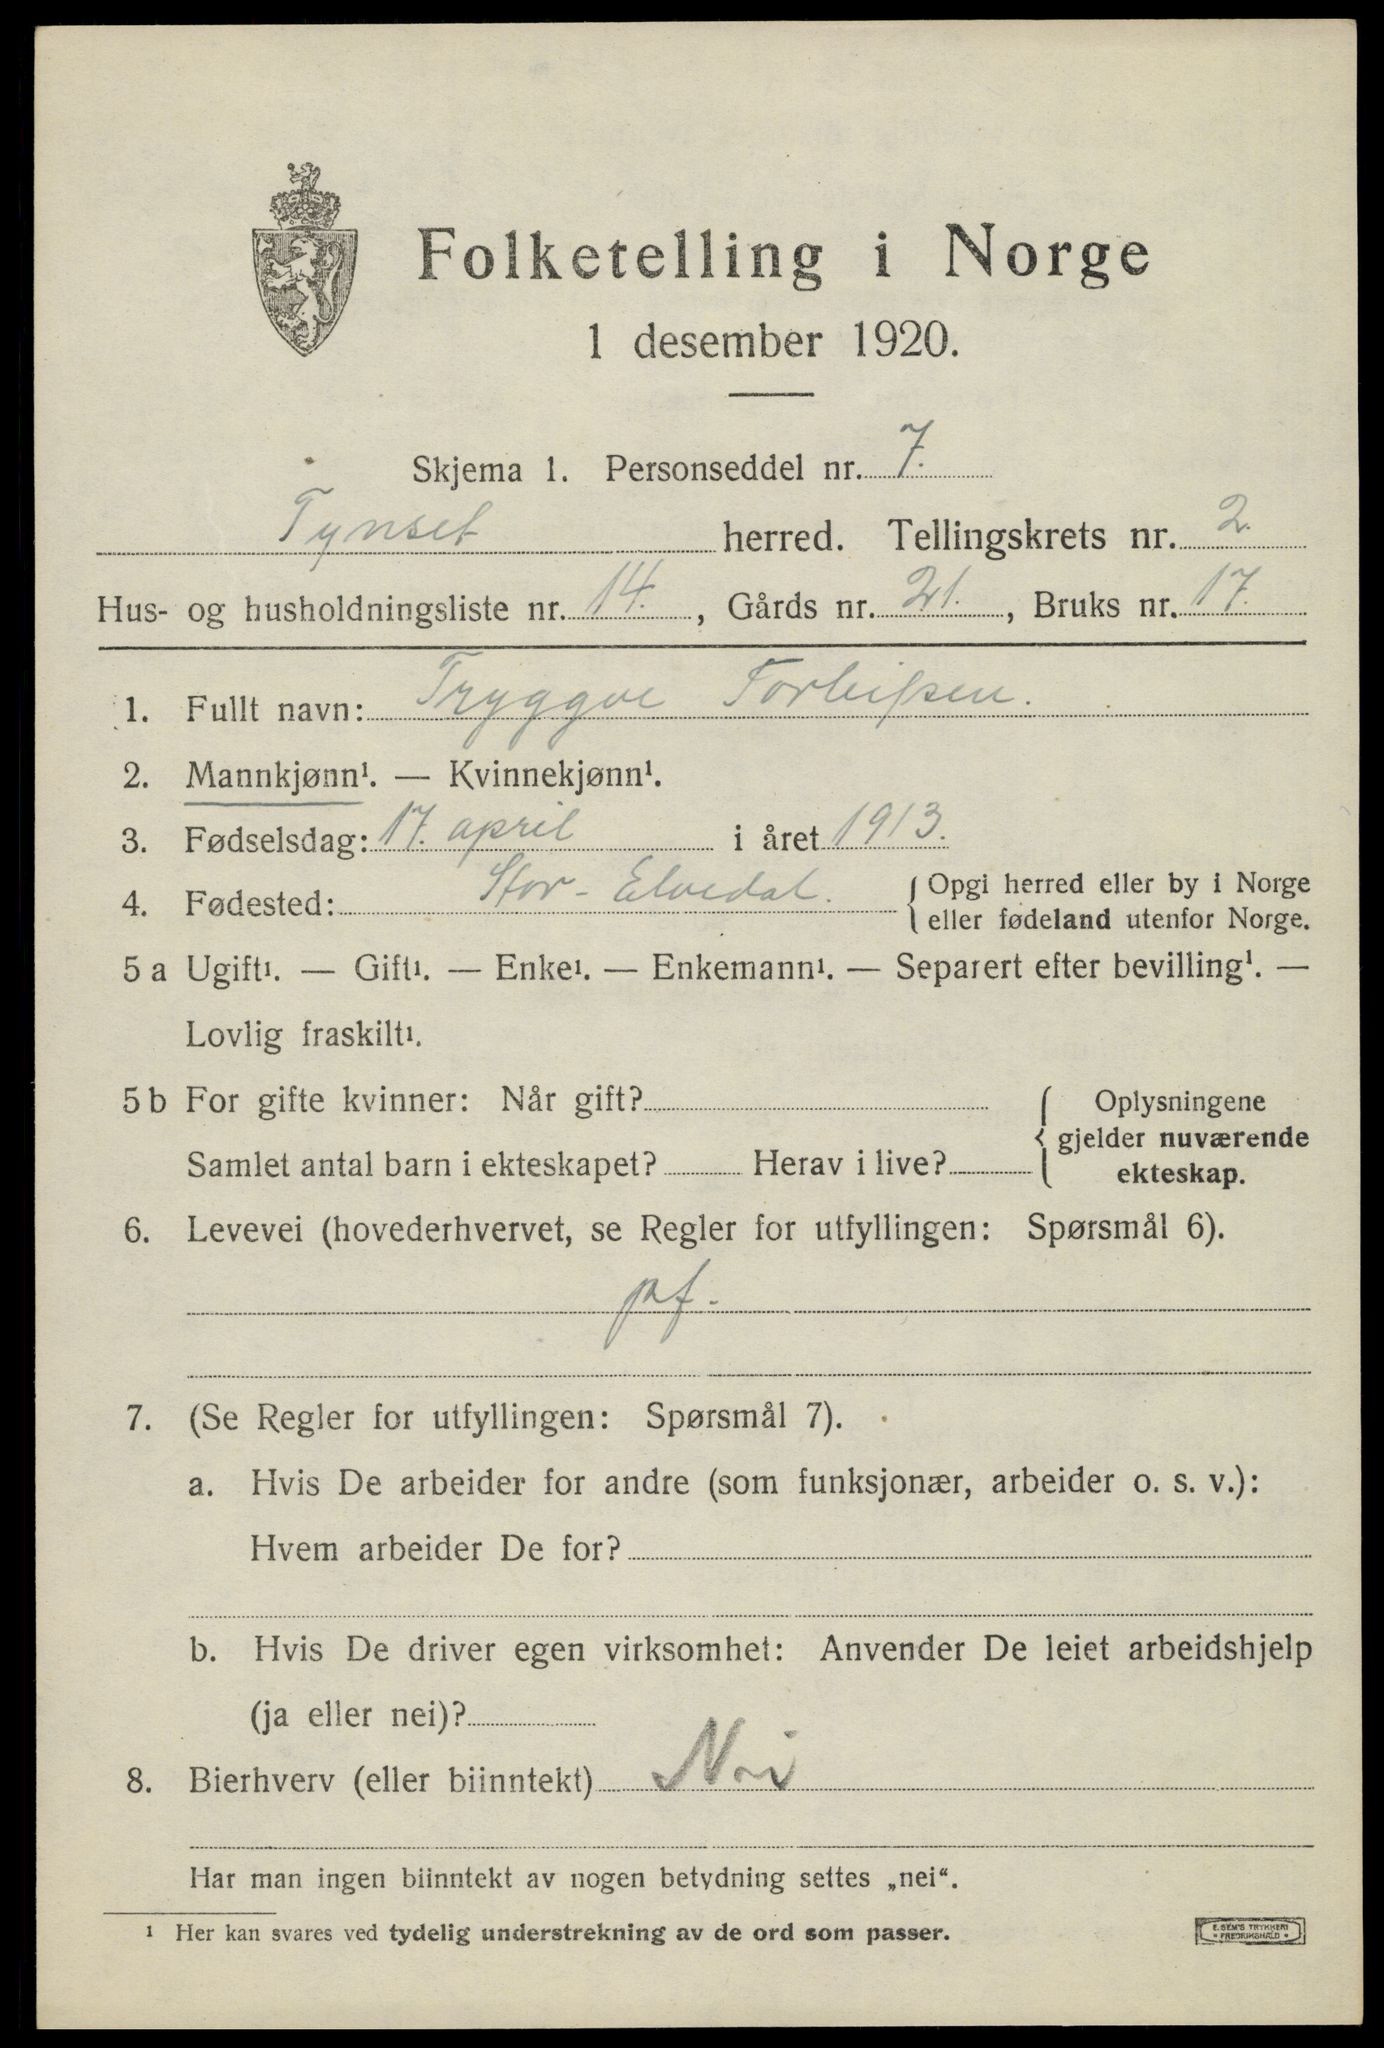 Folketelling i Norge
1 desember 1920.
Skjema 1. Personseddel nr. 7.
Tynset herred. Tellingskrets nr. 2.
Hus- og husholdningsliste nr. 14., Gårds nr. 21., Bruks nr. 17.
1. Fullt navn: Tryggve Torleifsen.
2. Mannkjønn¹. — Kvinnekjønn¹.
3. Fødselsdag: 17. april i året 1913.
4. Fødested: Stor-Elvedal. { Opgi herred eller by i Norge
eller fødeland utenfor Norge.
5 a Ugift¹. — Gift¹. — Enke¹. — Enkemann¹. — Separert efter bevilling¹. —
Lovlig fraskilt¹.
5 b For gifte kvinner: Når gift? { Oplysningene
gjelder nuværende
Samlet antal barn i ekteskapet? Herav i live? ekteskap.
6. Levevei (hovederhvervet, se Regler for utfyllingen: Spørsmål 6).
pf.
7. (Se Regler for utfyllingen: Spørsmål 7).
a. Hvis De arbeider for andre (som funksjonær, arbeider o. s. v.):
Hvem arbeider De for?
b. Hvis De driver egen virksomhet: Anvender De leiet arbeidshjelp
(ja eller nei)?
8. Bierhverv (eller biinntekt) Nei
Har man ingen biinntekt av nogen betydning settes „nei“.
¹ Her kan svares ved tydelig understrekning av de ord som passer.
E. SEM'S TRYKKERI
• FREDRIKSHALD •